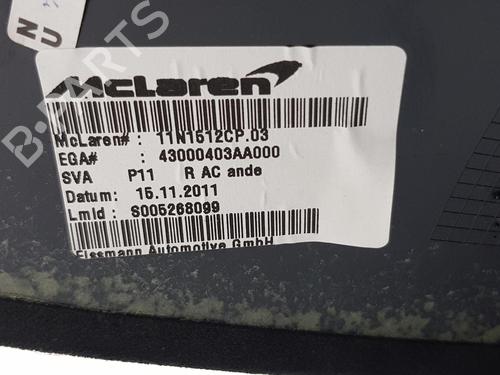 N
U
McLaren
McLaren# : 11N1512CP.03
EGA# : 43000403AA000
SVA P11 R AC ande
Datum: 15.11.2011
Lmid : S005268099
Eissmann Automotive GmbH
B-PARTS